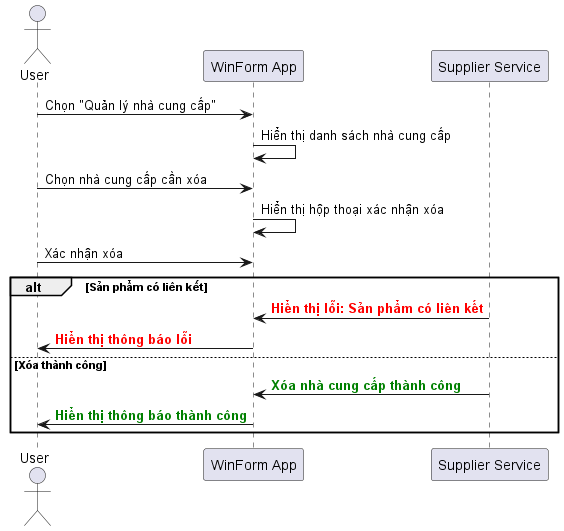 User
WinForm App
Supplier Service
Chọn "Quản lý nhà cung cấp"
Hiển thị danh sách nhà cung cấp
Chọn nhà cung cấp cần xóa
Hiển thị hộp thoại xác nhận xóa
Xác nhận xóa
alt [Sản phẩm có liên kết]
Hiển thị lỗi: Sản phẩm có liên kết
Hiển thị thông báo lỗi
[Xóa thành công]
Xóa nhà cung cấp thành công
Hiển thị thông báo thành công
User
WinForm App
Supplier Service